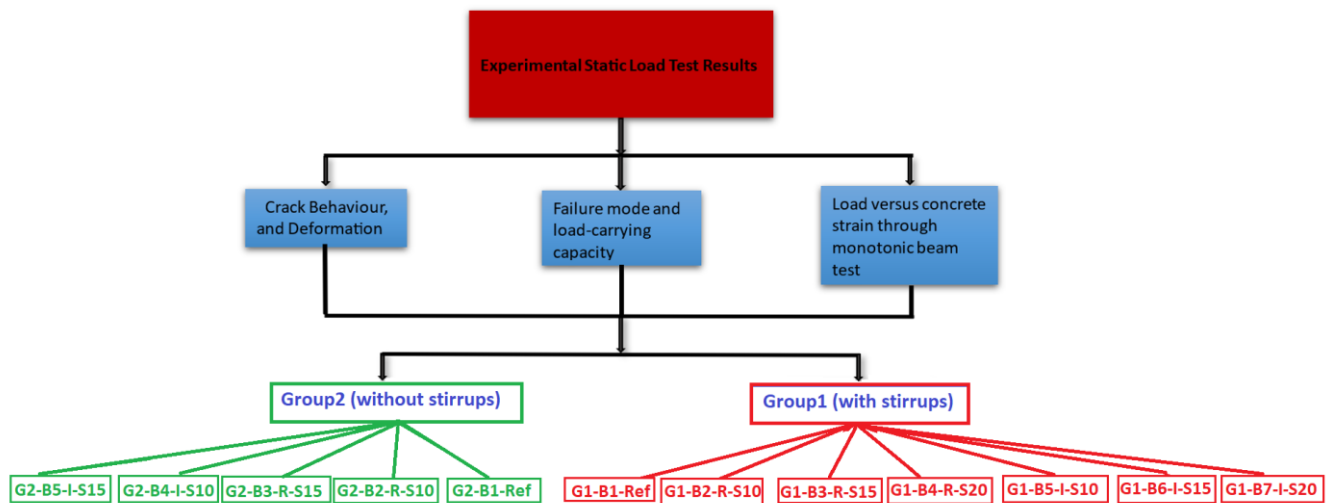 Experimental Static Load Test Results
Crack Behaviour,
and Deformation
Failure mode and
load-carrying
capacity
Load versus concrete
strain through
monotonic beam
test
Group2 (without stirrups)
Group1 (with stirrups)
G2-B5-I-S15
G2-B4-I-S10
G2-B3-R-S15
G2-B2-R-S10
G2-B1-Ref
G1-B1-Ref
G1-B2-R-S10
G1-B3-R-S15
G1-B4-R-S20
G1-B5-I-S10
G1-B6-I-S15
G1-B7-I-S20